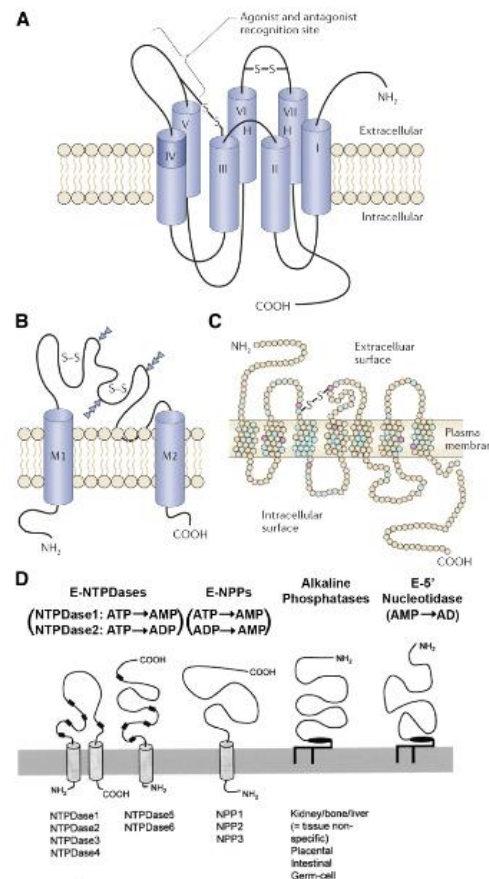 A
Agonist and antagonist
recognition site
S–S
NH2
S–S
V
VI
VII
H
H
I
IV
III
II
Extracellular
Intracellular
COOH
B
S–S
S–S
M1
M2
NH2
COOH
C
NH2
Extracelluar
surface
S–S
Plasma
membran
Intracellular
surface
COOH
D
E-NTPDases
(NTPDase1: ATP→AMP)
(NTPDase2: ATP→ADP)
E-NPPs
(ATP→AMP)
(ADP→AMP)
Alkaline
Phosphatases
E-5'
Nucleotidase
(AMP→AD)
COOH
COOH
NH2
NH2
NH2
COOH
NH2
NH2
NTPDase1
NTPDase2
NTPDase3
NTPDase4
NTPDase5
NTPDase6
NPP1
NPP2
NPP3
Kidney/bone/liver
(= tissue non-
specific)
Placental
Intestinal
Germ-cell